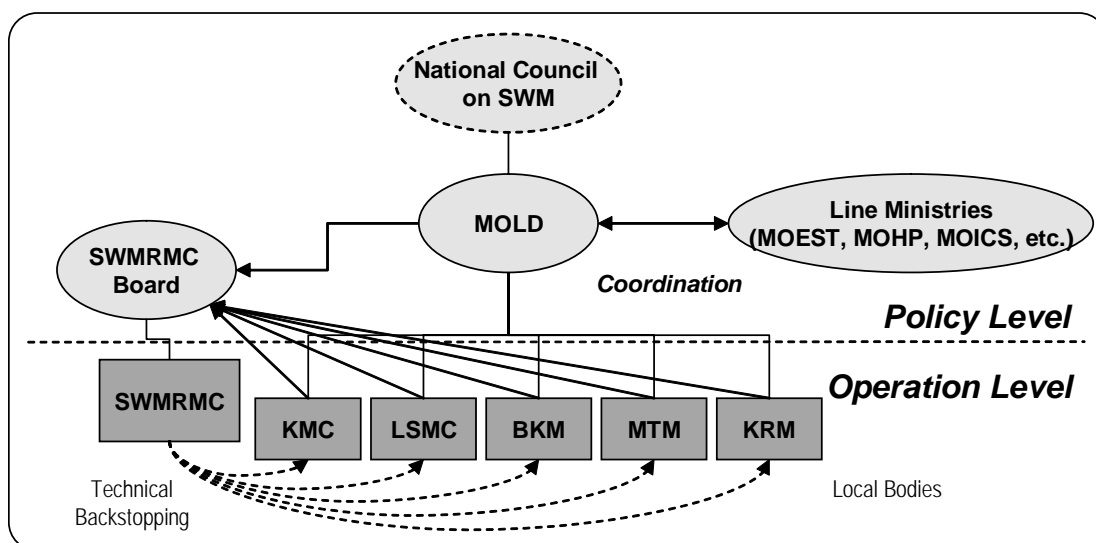 National Council
on SWM
MOLD
Line Ministries
(MOEST, MOHP, MOICS, etc.)
SWMRMC
Board
Coordination
Policy Level
Operation Level
SWMRMC
KMC
LSMC
BKM
MTM
KRM
Technical
Backstopping
Local Bodies